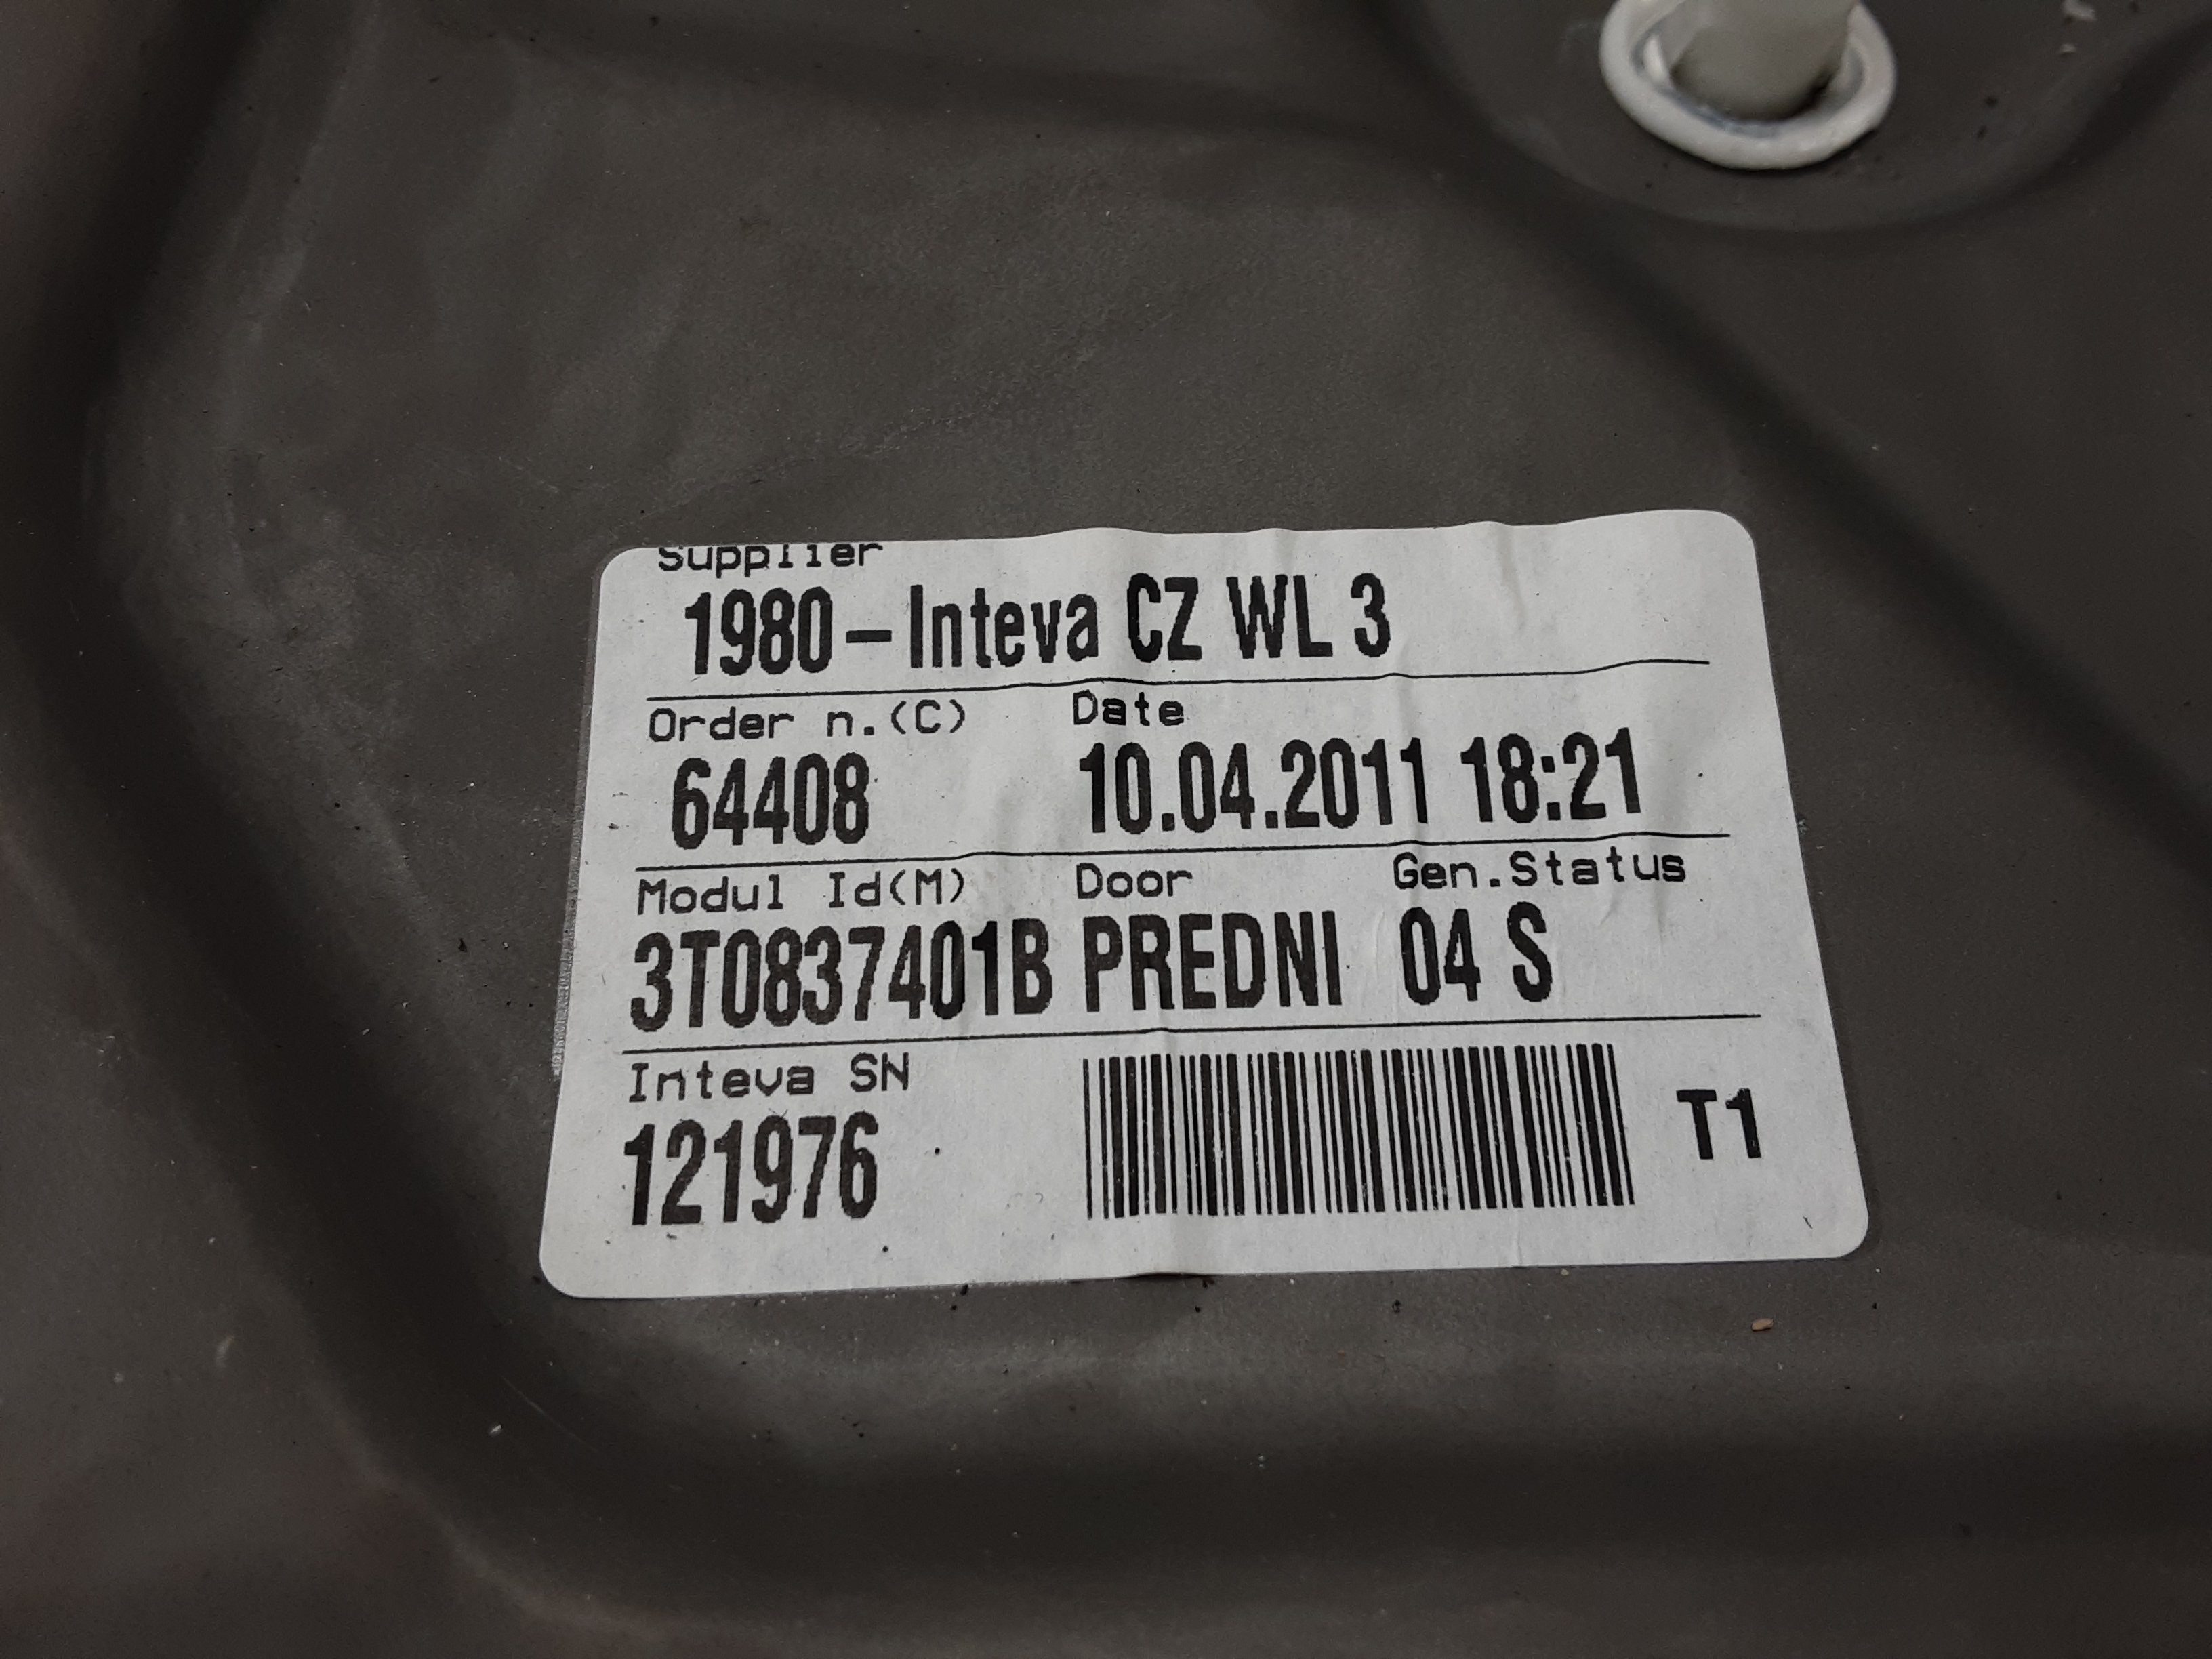 Supplier
1980-Inteva CZ WL 3
Order n.(C) Date
64408 10.04.2011 18:21
Modul Id(M) Door Gen.Status
3T0837401B PREDNI 04 S
Inteva SN
121976 T1